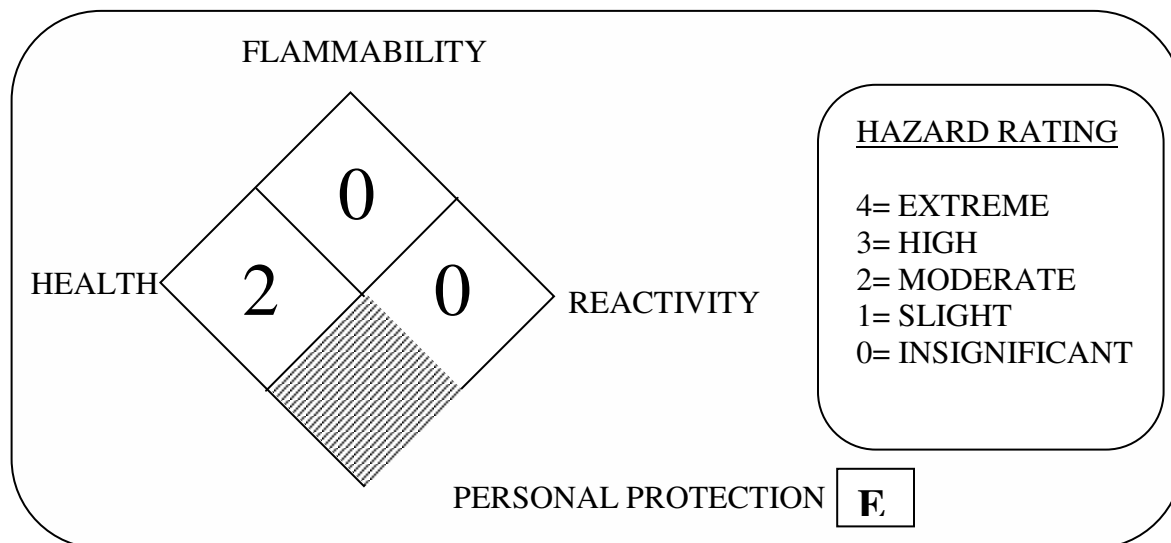 FLAMMABILITY
HAZARD RATING
0
4= EXTREME
3= HIGH
HEALTH 2 0 REACTIVITY
2= MODERATE
1= SLIGHT
0= INSIGNIFICANT
PERSONAL PROTECTION